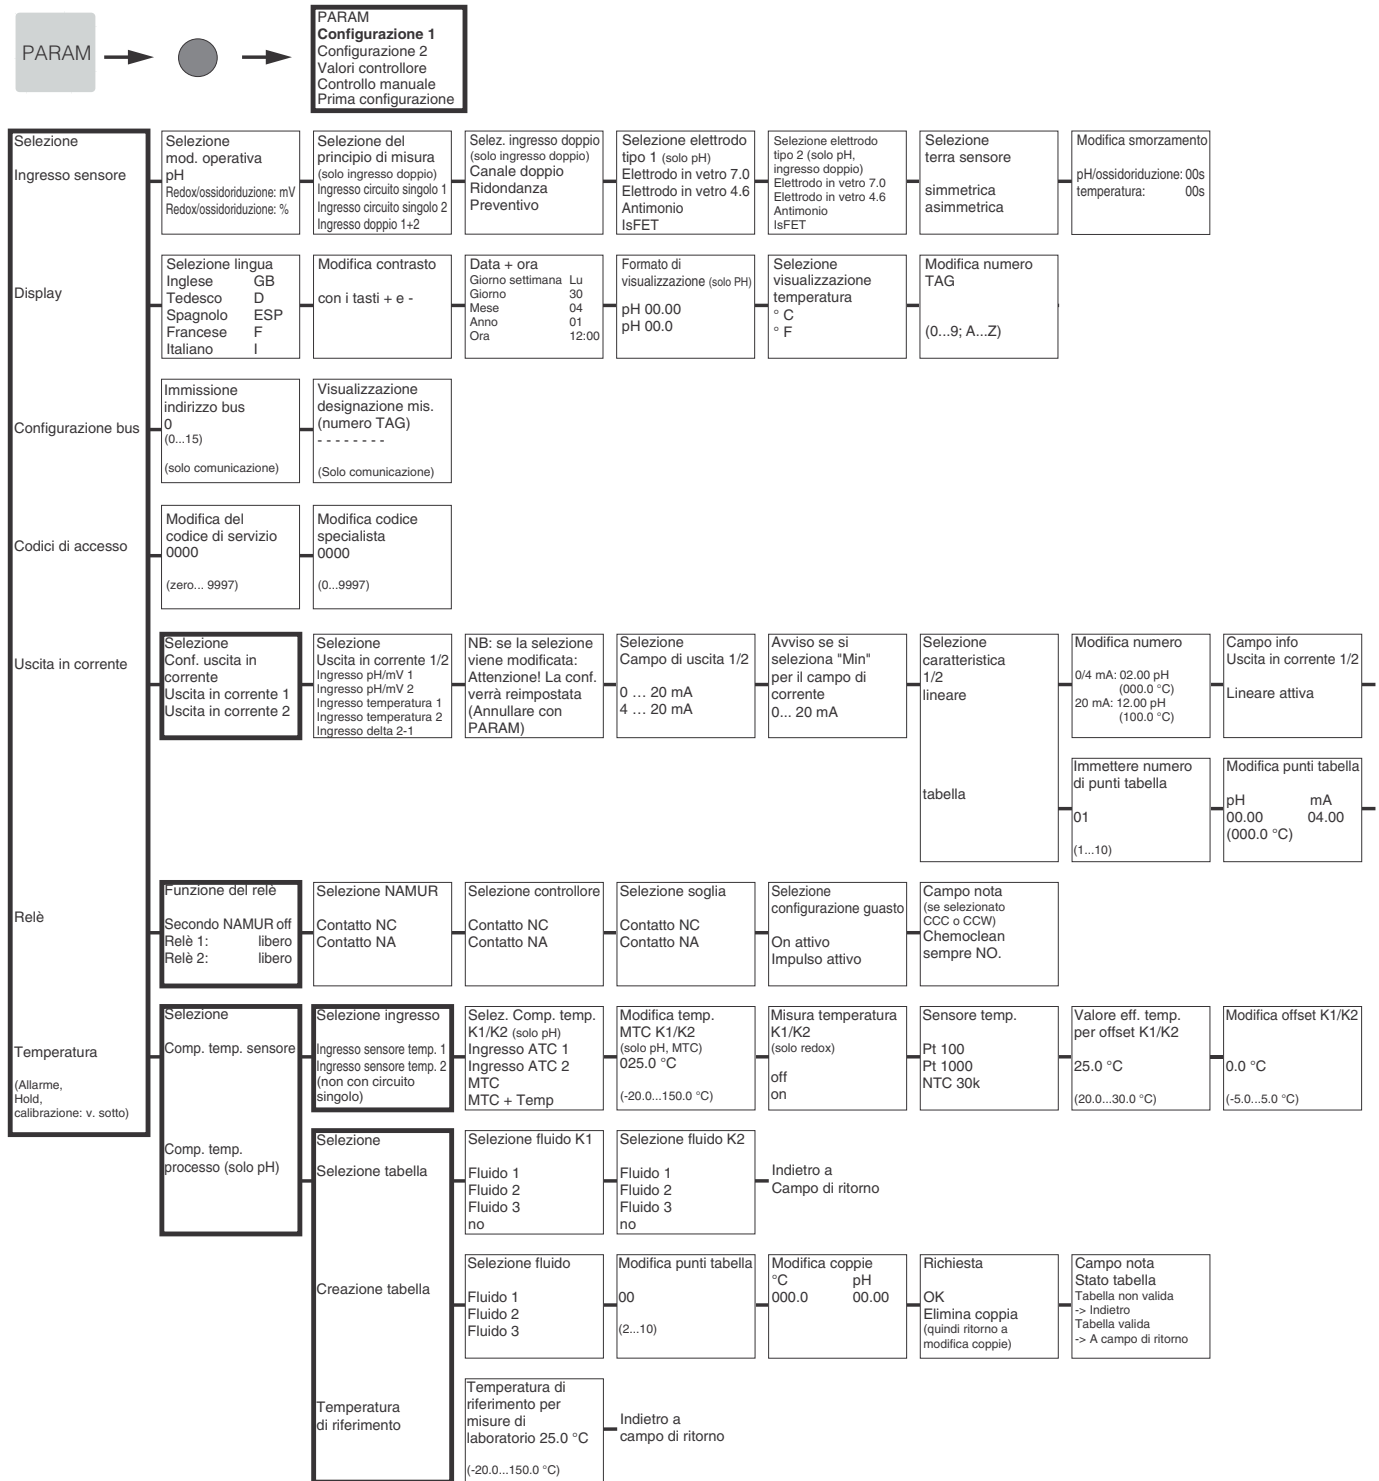 PARAM
PARAM
Configurazione 1
Configurazione 2
Valori controllore
Controllo manuale
Prima configurazione
Selezione
Ingresso sensore
Selezione
mod. operativa
pH
Redox/ossidoriduzione: mV
Redox/ossidoriduzione: %
Selezione del
principio di misura
(solo ingresso doppio)
Ingresso circuito singolo 1
Ingresso circuito singolo 2
Ingresso doppio 1+2
Selez. ingresso doppio
(solo ingresso doppio)
Canale doppio
Ridondanza
Preventivo
Selezione elettrodo
tipo 1 (solo pH)
Elettrodo in vetro 7.0
Elettrodo in vetro 4.6
Antimonio
IsFET
Selezione elettrodo
tipo 2 (solo pH,
ingresso doppio)
Elettrodo in vetro 7.0
Elettrodo in vetro 4.6
Antimonio
IsFET
Selezione
terra sensore
simmetrica
asimmetrica
Modifica smorzamento
pH/ossidoriduzione: 00s
temperatura: 00s
Display
Selezione lingua
Inglese GB
Tedesco D
Spagnolo ESP
Francese F
Italiano I
Modifica contrasto
con i tasti + e -
Data + ora
Giorno settimana Lu
Giorno 30
Mese 04
Anno 01
Ora 12:00
Formato di
visualizzazione (solo PH)
pH 00.00
pH 00.0
Selezione
visualizzazione
temperatura
° C
° F
Modifica numero
TAG
(0...9; A...Z)
Configurazione bus
Immissione
indirizzo bus
0
(0...15)
(solo comunicazione)
Visualizzazione
designazione mis.
(numero TAG)
- - - - - - - -
(Solo comunicazione)
Codici di accesso
Modifica del
codice di servizio
0000
(zero... 9997)
Modifica codice
specialista
0000
(0...9997)
Uscita in corrente
Selezione
Conf. uscita in
corrente
Uscita in corrente 1
Uscita in corrente 2
Selezione
Uscita in corrente 1/2
Ingresso pH/mV 1
Ingresso pH/mV 2
Ingresso temperatura 1
Ingresso temperatura 2
Ingresso delta 2-1
NB: se la selezione
viene modificata:
Attenzione! La conf.
verrà reimpostata
(Annullare con
PARAM)
Selezione
Campo di uscita 1/2
0 … 20 mA
4 … 20 mA
Avviso se si
seleziona "Min"
per il campo di
corrente
0... 20 mA
Selezione
caratteristica
1/2
lineare
tabella
Modifica numero
0/4 mA: 02.00 pH
(000.0 °C)
20 mA: 12.00 pH
(100.0 °C)
Campo info
Uscita in corrente 1/2
Lineare attiva
Immettere numero
di punti tabella
01
(1...10)
Modifica punti tabella
pH mA
00.00 04.00
(000.0 °C)
Relè
Funzione del relè
Secondo NAMUR off
Relè 1: libero
Relè 2: libero
Selezione NAMUR
Contatto NC
Contatto NA
Selezione controllore
Contatto NC
Contatto NA
Selezione soglia
Contatto NC
Contatto NA
Selezione
configurazione guasto
On attivo
Impulso attivo
Campo nota
(se selezionato
CCC o CCW)
Chemoclean
sempre NO.
Temperatura
(Allarme,
Hold,
calibrazione: v. sotto)
Selezione
Comp. temp. sensore
Comp. temp.
processo (solo pH)
Selezione ingresso
Ingresso sensore temp. 1
Ingresso sensore temp. 2
(non con circuito
singolo)
Selez. Comp. temp.
K1/K2 (solo pH)
Ingresso ATC 1
Ingresso ATC 2
MTC
MTC + Temp
Modifica temp.
MTC K1/K2
(solo pH, MTC)
025.0 °C
(-20.0...150.0 °C)
Misura temperatura
K1/K2
(solo redox)
off
on
Sensore temp.
Pt 100
Pt 1000
NTC 30k
Valore eff. temp.
per offset K1/K2
25.0 °C
(20.0...30.0 °C)
Modifica offset K1/K2
0.0 °C
(-5.0...5.0 °C)
Selezione
Selezione tabella
Creazione tabella
Temperatura
di riferimento
Selezione fluido K1
Fluido 1
Fluido 2
Fluido 3
no
Selezione fluido K2
Fluido 1
Fluido 2
Fluido 3
no
Indietro a
Campo di ritorno
Selezione fluido
Fluido 1
Fluido 2
Fluido 3
Modifica punti tabella
00
(2...10)
Modifica coppie
°C pH
000.0 00.00
Richiesta
OK
Elimina coppia
(quindi ritorno a
modifica coppie)
Campo nota
Stato tabella
Tabella non valida
-> Indietro
Tabella valida
-> A campo di ritorno
Temperatura di
riferimento per
misure di
laboratorio 25.0 °C
(-20.0...150.0 °C)
Indietro a
campo di ritorno